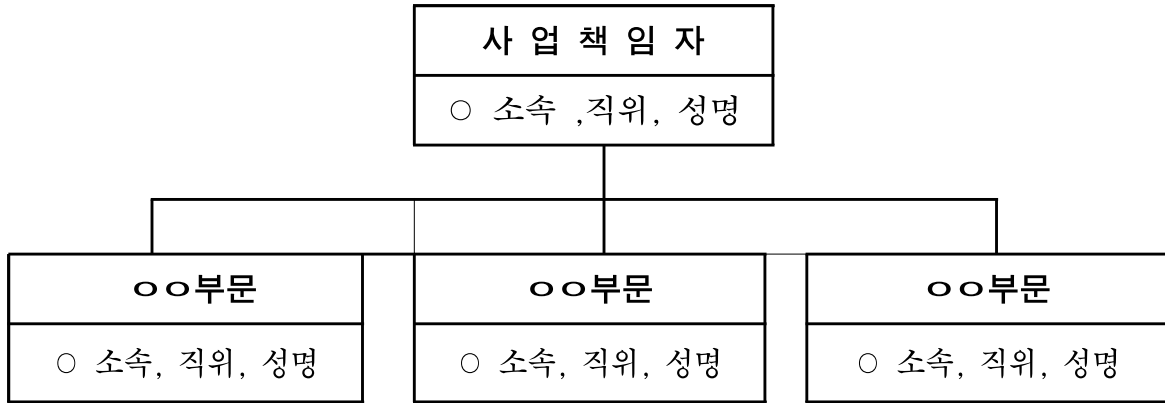 사 업 책 임 자
○ 소속 ,직위, 성명
ㅇㅇ부문
○ 소속, 직위, 성명
ㅇㅇ부문
○ 소속, 직위, 성명
ㅇㅇ부문
○ 소속, 직위, 성명